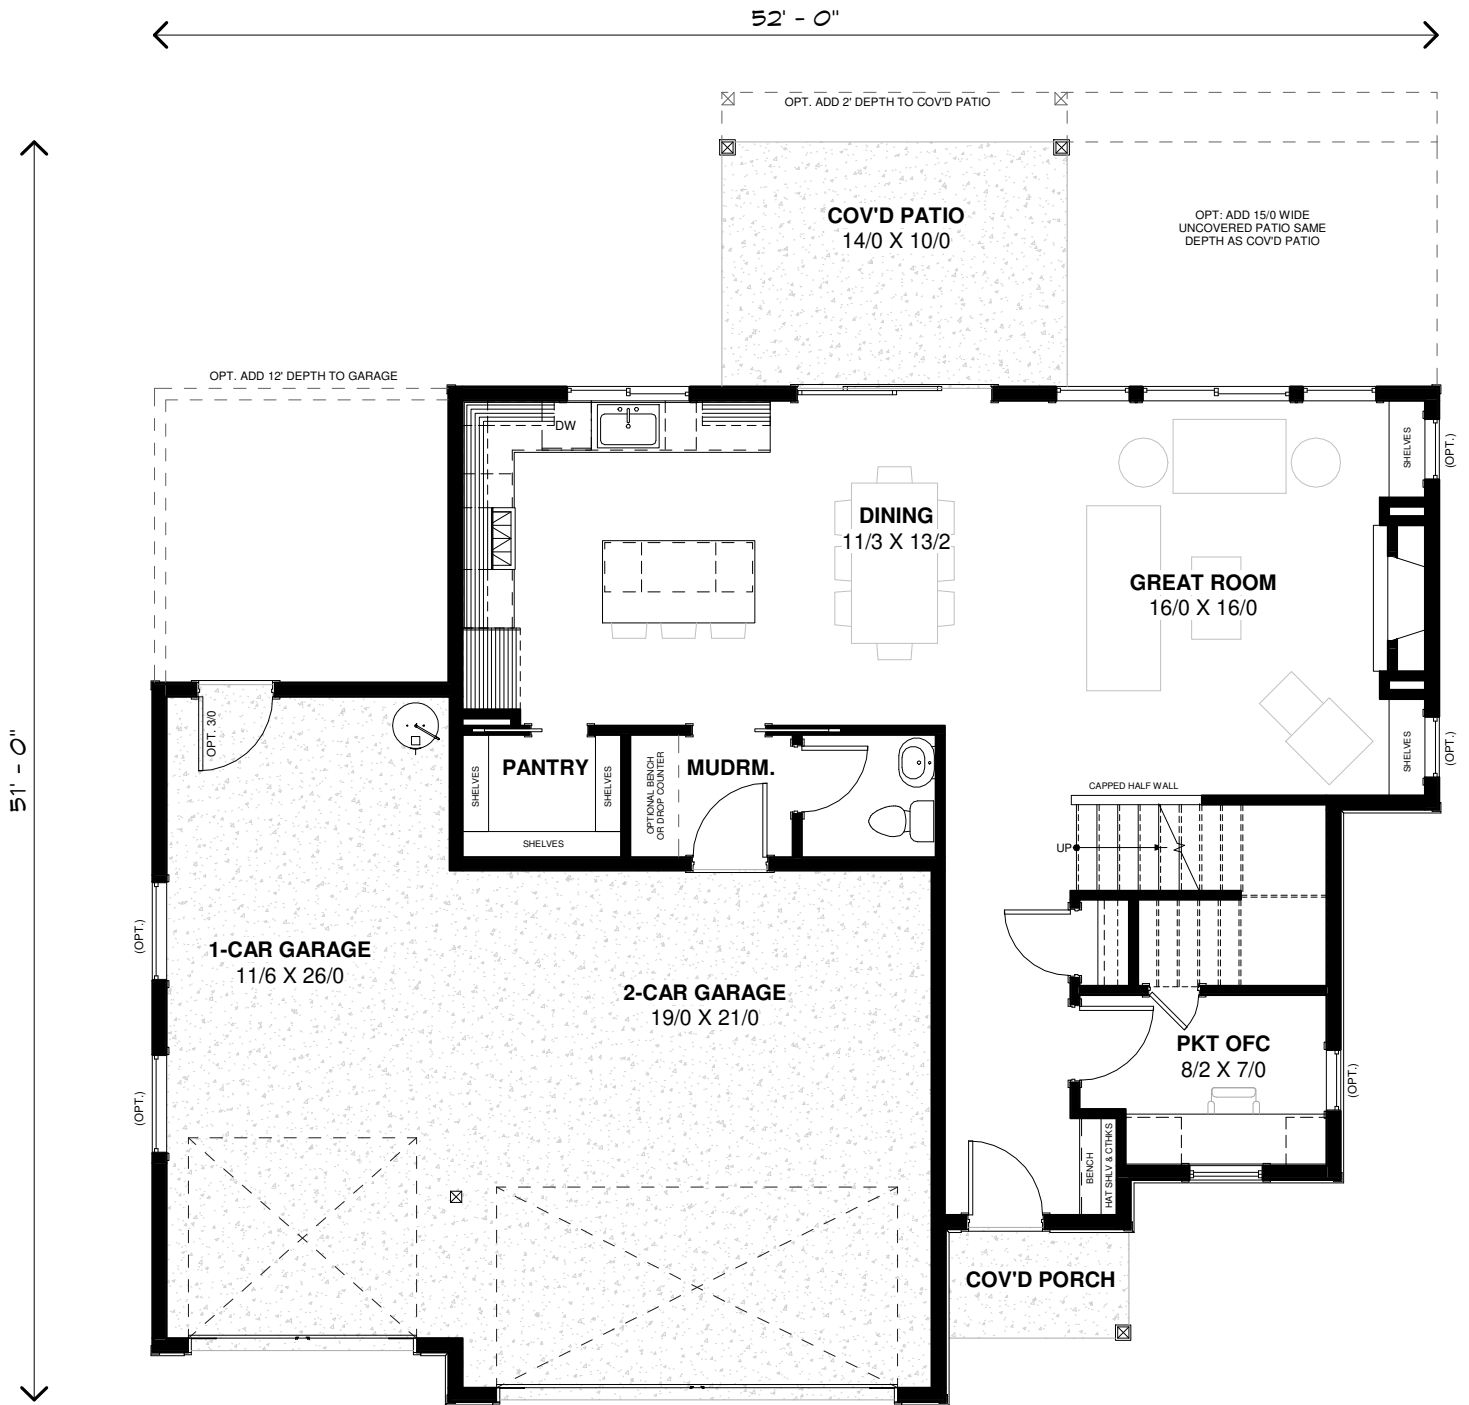 52' - 0"
OPT. ADD 2' DEPTH TO COV'D PATIO
COV'D PATIO
14/0 X 10/0
OPT: ADD 15/0 WIDE
UNCOVERED PATIO SAME
DEPTH AS COV'D PATIO
OPT. ADD 12' DEPTH TO GARAGE
DW
SHELVES
(OPT.)
DINING
11/3 X 13/2
GREAT ROOM
16/0 X 16/0
51' - 0"
OPT. 3/0
SHELVES
PANTRY
SHELVES
SHELVES
OPTIONAL BENCH
OR DROP COUNTER
MUDRM.
SHELVES
(OPT.)
CAPPED HALF WALL
UP
(OPT.)
1-CAR GARAGE
11/6 X 26/0
2-CAR GARAGE
19/0 X 21/0
PKT OFC
8/2 X 7/0
(OPT.)
(OPT.)
BENCH
HAT SHLV & CTHKS
COV'D PORCH